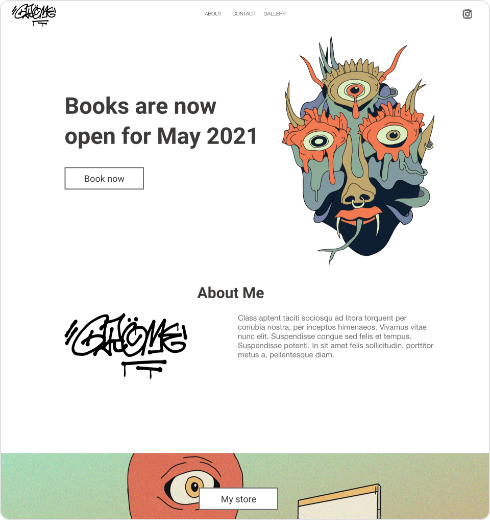 ABOUT CONTACT GALLERY
Books are now
open for May 2021
Book now
About Me
Class aptent taciti sociosqu ad litora torquent per
conubia nostra, per inceptos himenaeos. Vivamus vitae
nunc elit. Suspendisse congue sed felis et tempus.
Suspendisse potenti. In sit amet felis sollicitudin, porttitor
metus a, pellentesque diam.
My store